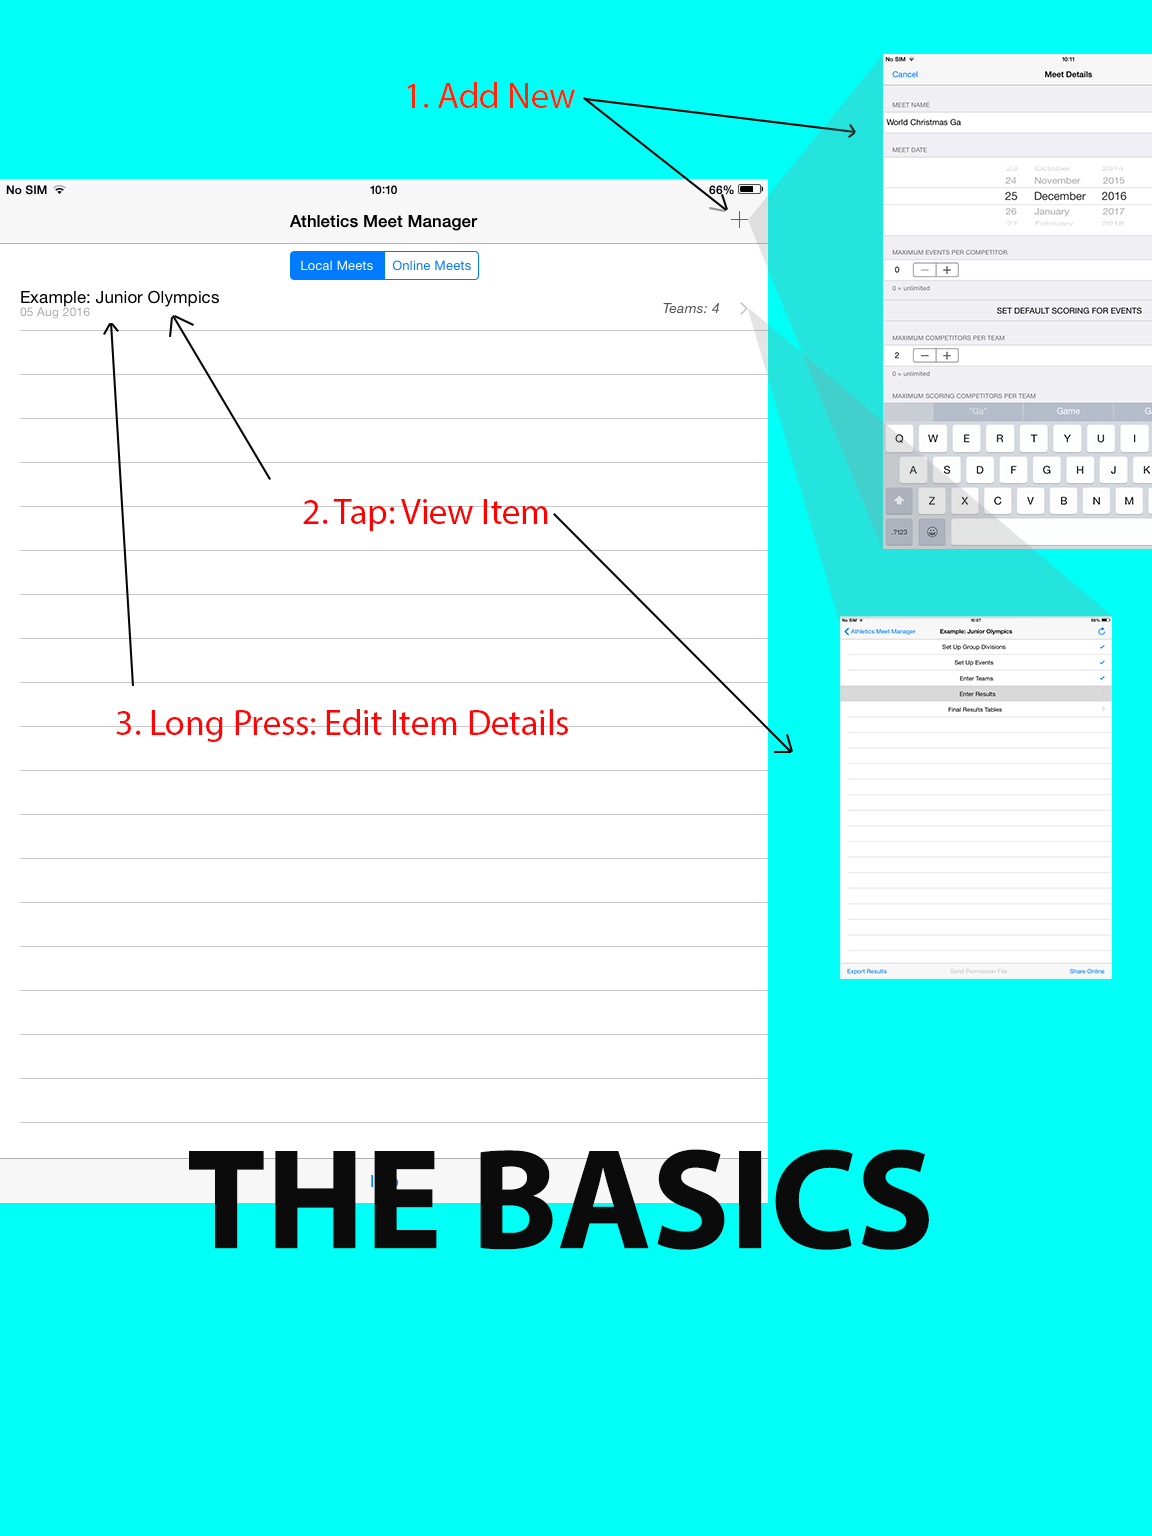 1. Add New
No SIM
10:10
66%
Athletics Meet Manager
Local Meets
Online Meets
Example: Junior Olympics
05 Aug 2016
Teams: 4
2. Tap: View Item
3. Long Press: Edit Item Details
No SIM
10:11
Cancel
Meet Details
MEET NAME
World Christmas Ga
MEET DATE
23 October 2014
24 November 2015
25 December 2016
26 January 2017
27 February 2018
MAXIMUM EVENTS PER COMPETITOR
0 − +
0 = unlimited
SET DEFAULT SCORING FOR EVENTS
MAXIMUM COMPETITORS PER TEAM
2 − +
0 = unlimited
MAXIMUM SCORING COMPETITORS PER TEAM
"Ga" Game
Q W E R T Y U I
A S D F G H J K
Z X C V B N M
.?123
No SIM
10:07
66%
Athletics Meet Manager
Example: Junior Olympics
Set Up Group Divisions
Set Up Events
Enter Teams
Enter Results
Final Results Tables
Export Results
Send Permission File
Share Online
THE BASICS